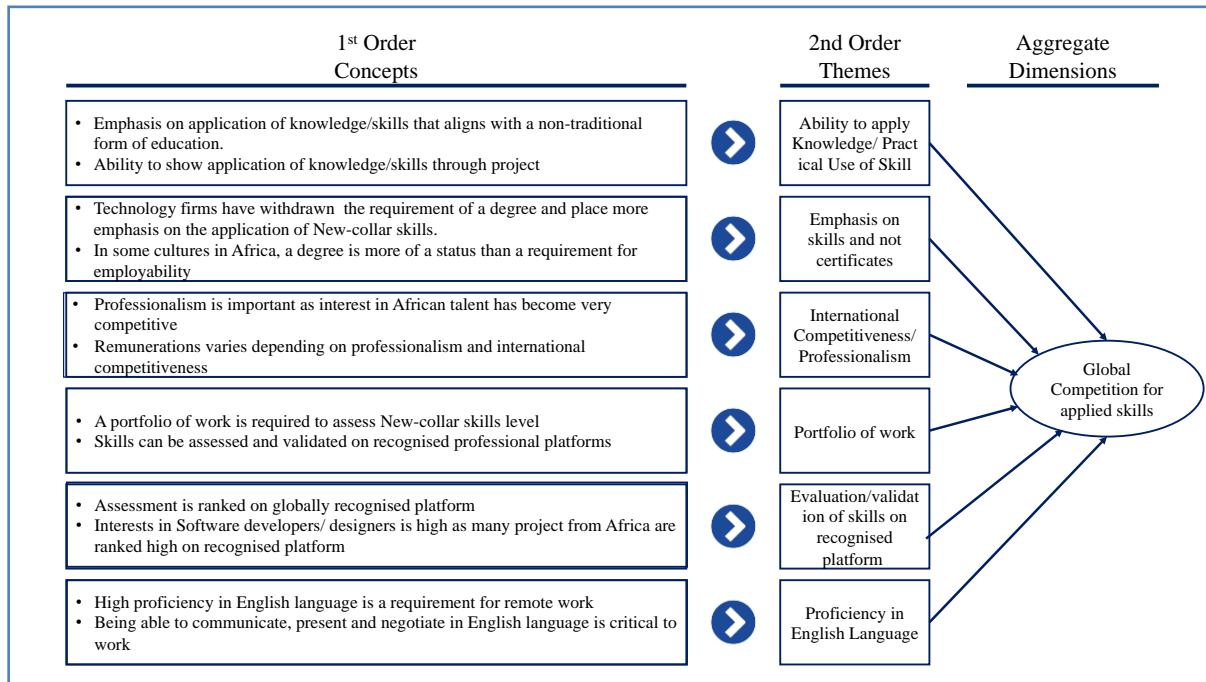 1st Order
Concepts
2nd Order
Themes
Aggregate
Dimensions
• Emphasis on application of knowledge/skills that aligns with a non-traditional
form of education.
• Ability to show application of knowledge/skills through project
Ability to apply
Knowledge/ Pract
ical Use of Skill
• Technology firms have withdrawn the requirement of a degree and place more
emphasis on the application of New-collar skills.
• In some cultures in Africa, a degree is more of a status than a requirement for
employability
Emphasis on
skills and not
certificates
• Professionalism is important as interest in African talent has become very
competitive
• Remunerations varies depending on professionalism and international
competitiveness
International
Competitiveness/
Professionalism
• A portfolio of work is required to assess New-collar skills level
• Skills can be assessed and validated on recognised professional platforms
Portfolio of work
• Assessment is ranked on globally recognised platform
• Interests in Software developers/ designers is high as many project from Africa are
ranked high on recognised platform
Evaluation/validat
ion of skills on
recognised
platform
• High proficiency in English language is a requirement for remote work
• Being able to communicate, present and negotiate in English language is critical to
work
Proficiency in
English Language
Global
Competition for
applied skills